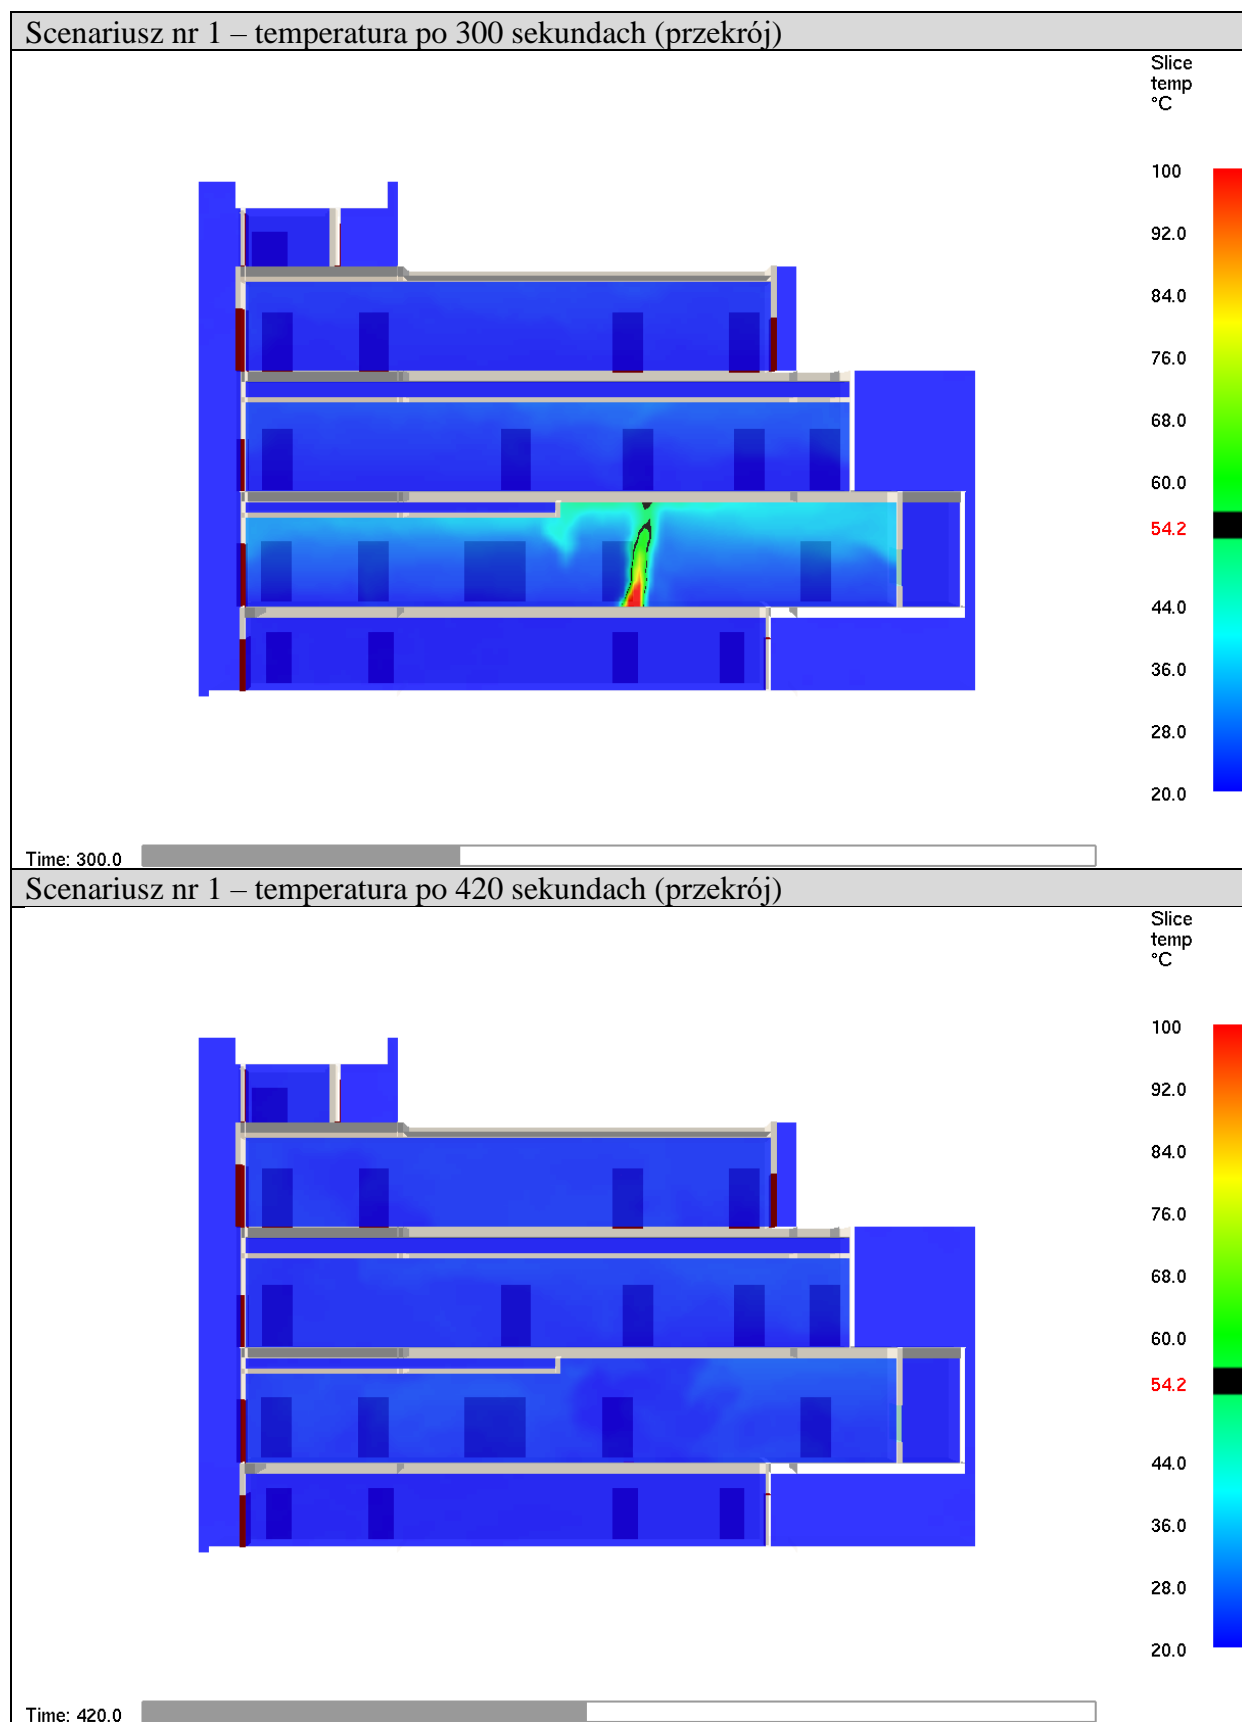 Scenariusz nr 1 – temperatura po 300 sekundach (przekrój)
Slice
temp
°C
100
92.0
84.0
76.0
68.0
60.0
54.2
44.0
36.0
28.0
20.0
Time: 300.0
Scenariusz nr 1 – temperatura po 420 sekundach (przekrój)
Slice
temp
°C
100
92.0
84.0
76.0
68.0
60.0
54.2
44.0
36.0
28.0
20.0
Time: 420.0